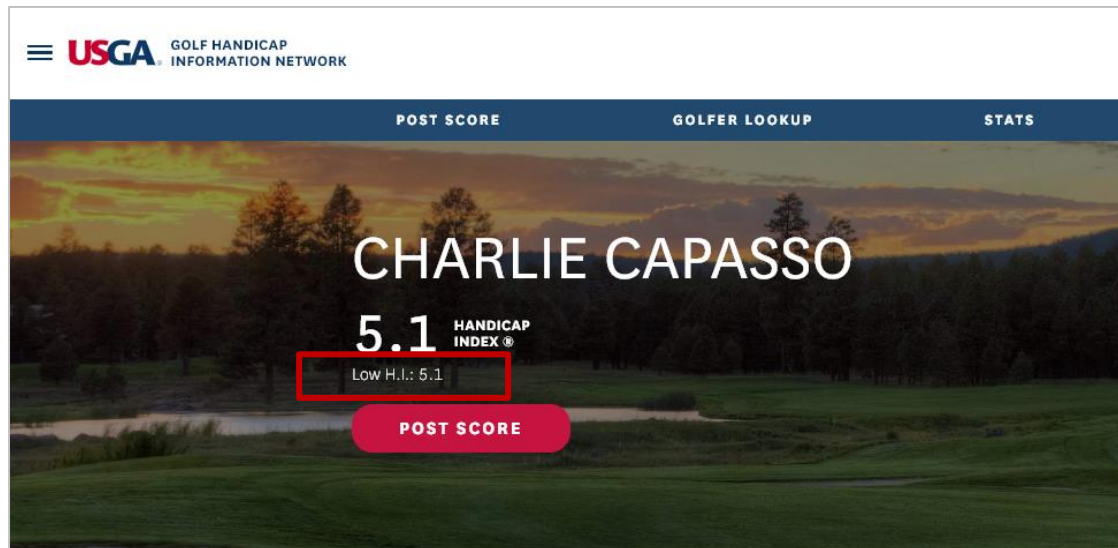 USGA GOLF HANDICAP
INFORMATION NETWORK
POST SCORE GOLFER LOOKUP STATS
CHARLIE CAPASSO
5.1 HANDICAP
INDEX ®
Low H.I.: 5.1
POST SCORE